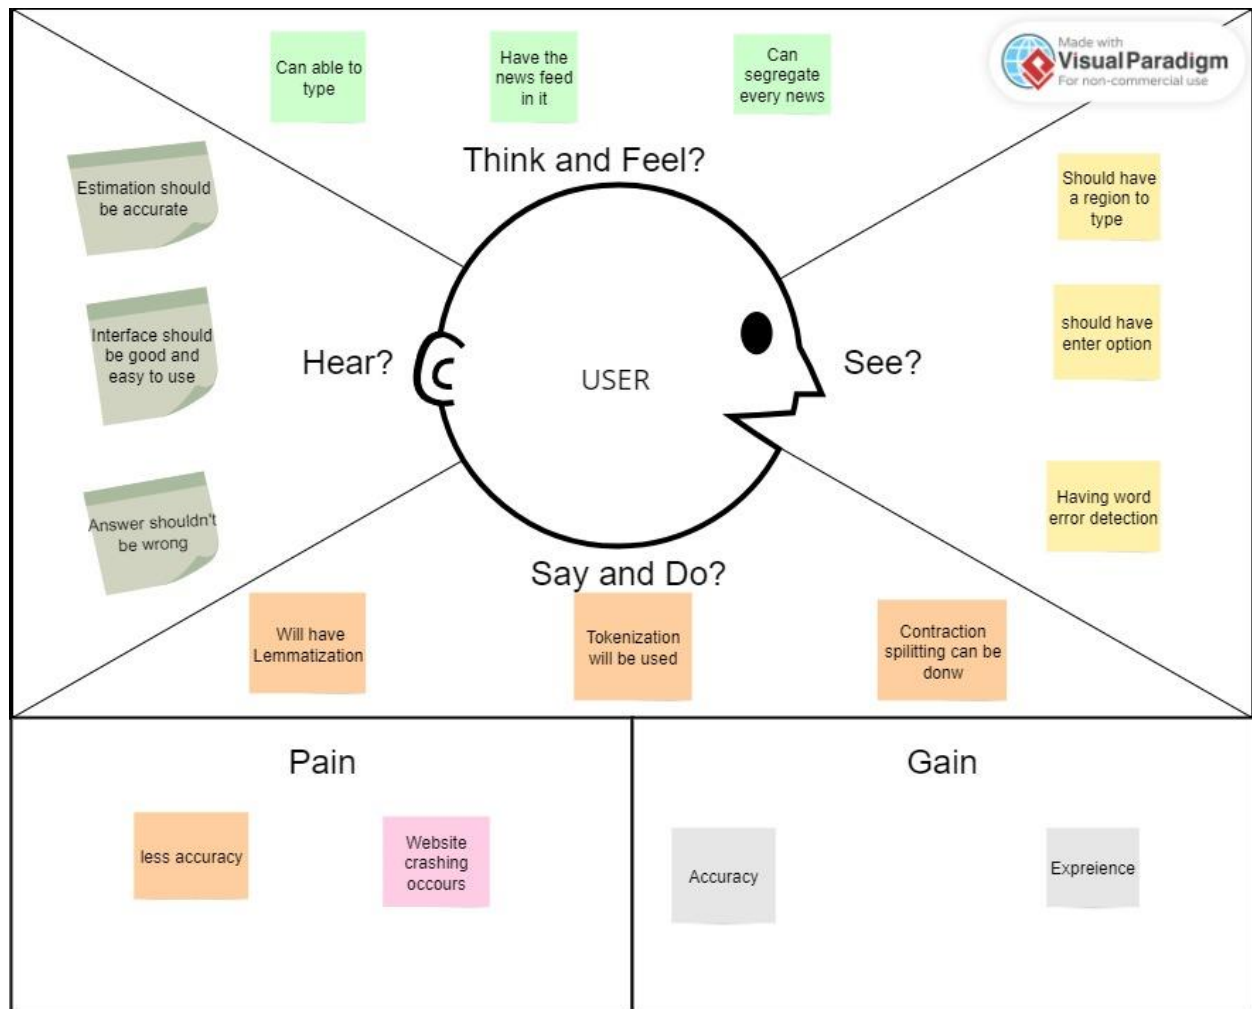 Can able to
type
Have the
news feed
in it
Can
segregate
every news
Made with
Visual Paradigm
For non-commercial use
Think and Feel?
Estimation should
be accurate
Interface should
be good and
easy to use
Answer shouldn't
be wrong
Hear?
USER
See?
Should have
a region to
type
should have
enter option
Having word
error detection
Say and Do?
Will have
Lemmatization
Tokenization
will be used
Contraction
spilitting can be
donw
Pain
less accuracy
Website
crashing
occours
Gain
Accuracy
Expreience